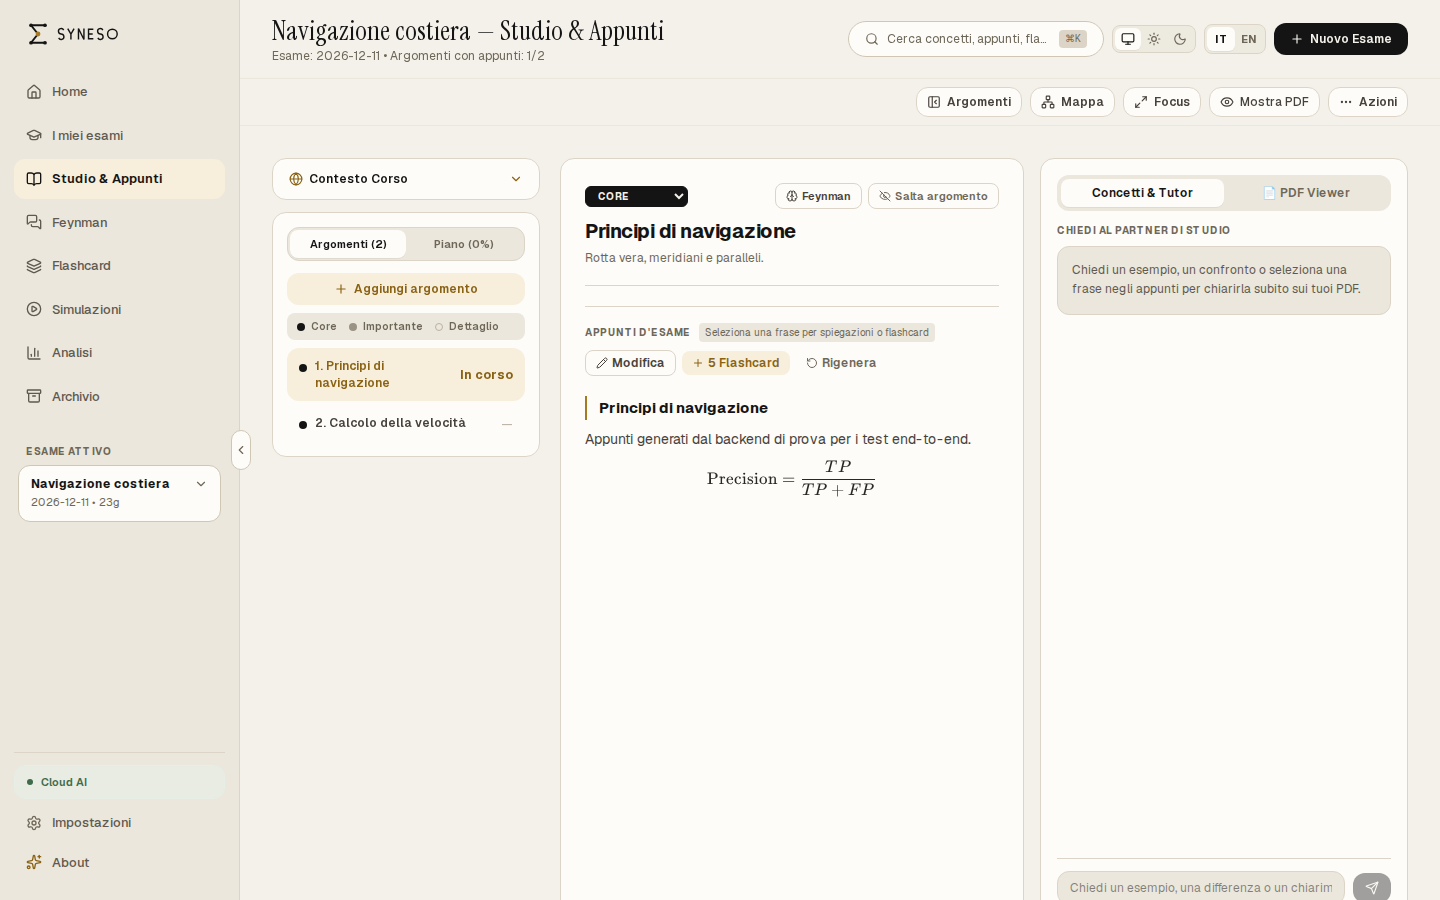 SYNESO
Home
I miei esami
Studio & Appunti
Feynman
Flashcard
Simulazioni
Analisi
Archivio
ESAME ATTIVO
Navigazione costiera
2026-12-11 • 23g
Cloud AI
Impostazioni
About
Navigazione costiera — Studio & Appunti
Esame: 2026-12-11 • Argomenti con appunti: 1/2
Cerca concetti, appunti, fla... ⌘K
IT EN
Nuovo Esame
Argomenti
Mappa
Focus
Mostra PDF
Azioni
Contesto Corso
Argomenti (2) Piano (0%)
Aggiungi argomento
Core Importante Dettaglio
1. Principi di
navigazione
In corso
2. Calcolo della velocità —
CORE
Feynman
Salta argomento
Principi di navigazione
Rotta vera, meridiani e paralleli.
APPUNTI D'ESAME Seleziona una frase per spiegazioni o flashcard
Modifica
5 Flashcard
Rigenera
Principi di navigazione
Appunti generati dal backend di prova per i test end-to-end.
Precision = TP / TP + FP
Concetti & Tutor 📄 PDF Viewer
CHIEDI AL PARTNER DI STUDIO
Chiedi un esempio, un confronto o seleziona una
frase negli appunti per chiarirla subito sui tuoi PDF.
Chiedi un esempio, una differenza o un chiarim